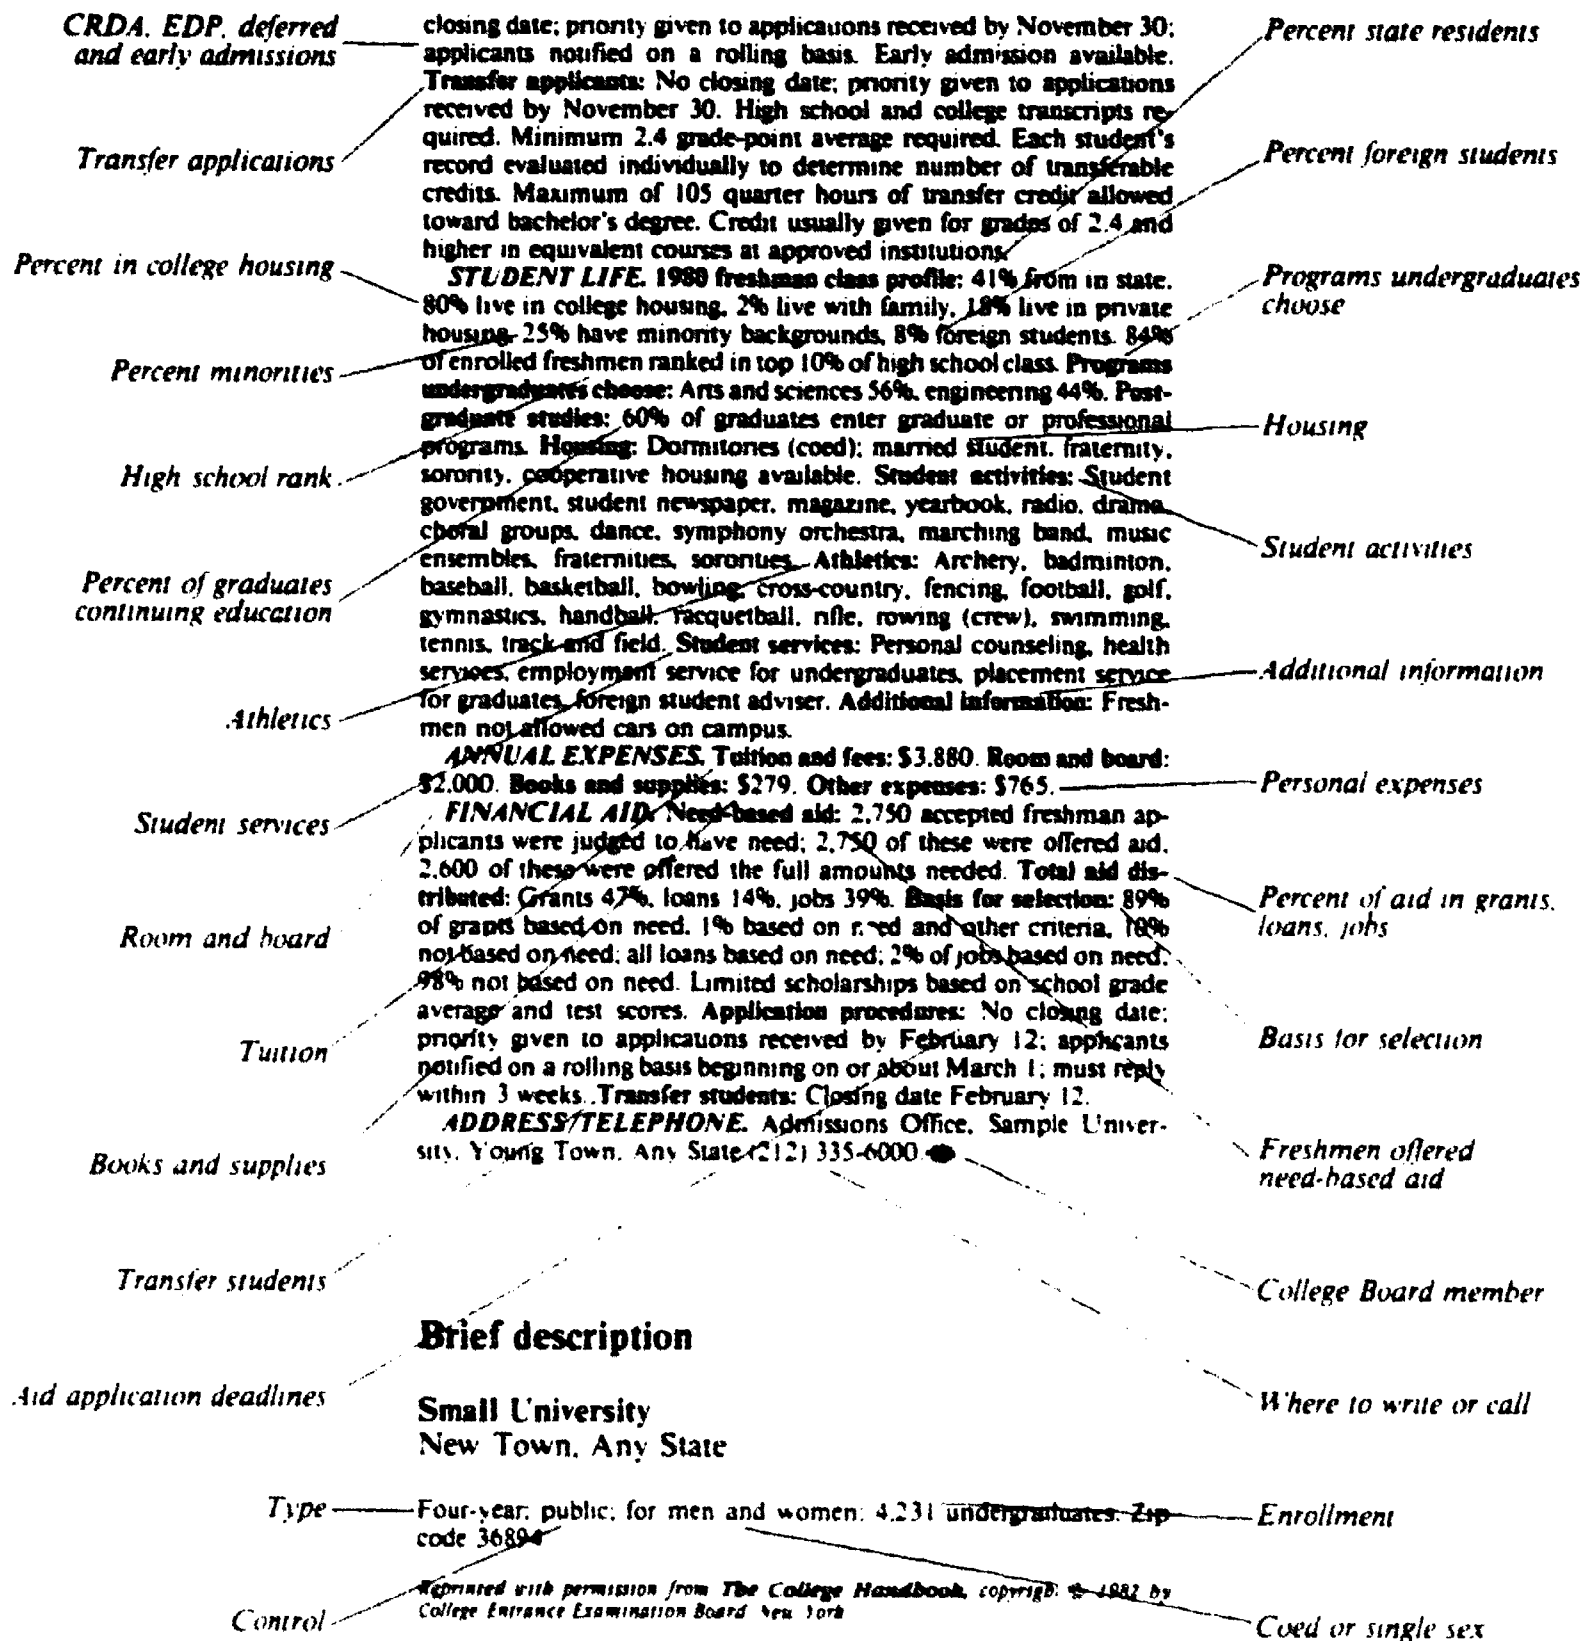 CRDA, EDP, deferred
and early admissions
Transfer applications
Percent in college housing
Percent minorities
High school rank
Percent of graduates
continuing education
Athletics
Student services
Room and board
Tuition
Books and supplies
Transfer students
Aid application deadlines
Type
Control
closing date; priority given to applications received by November 30;
applicants notified on a rolling basis. Early admission available.
Transfer applicants: No closing date; priority given to applications
received by November 30. High school and college transcripts re-
quired. Minimum 2.4 grade-point average required. Each student's
record evaluated individually to determine number of transferable
credits. Maximum of 105 quarter hours of transfer credit allowed
toward bachelor's degree. Credit usually given for grades of 2.4 and
higher in equivalent courses at approved institutions.
STUDENT LIFE. 1980 freshman class profile: 41% from in state,
80% live in college housing, 2% live with family, 18% live in private
housing. 25% have minority backgrounds, 8% foreign students. 84%
of enrolled freshmen ranked in top 10% of high school class. Programs
undergraduates choose: Arts and sciences 56%, engineering 44%. Post-
graduate studies: 60% of graduates enter graduate or professional
programs. Housing: Dormitories (coed); married student, fraternity,
sorority, cooperative housing available. Student activities: Student
government, student newspaper, magazine, yearbook, radio, drama,
choral groups, dance, symphony orchestra, marching band, music
ensembles, fraternities, sororities. Athletics: Archery, badminton,
baseball, basketball, bowling, cross-country, fencing, football, golf,
gymnastics, handball, racquetball, rifle, rowing (crew), swimming,
tennis, track and field. Student services: Personal counseling, health
services, employment service for undergraduates, placement service
for graduates, foreign student adviser. Additional information: Fresh-
men not allowed cars on campus.
ANNUAL EXPENSES. Tuition and fees: $3,880. Room and board:
$2,000. Books and supplies: $279. Other expenses: $765.
FINANCIAL AID. Need-based aid: 2,750 accepted freshman ap-
plicants were judged to have need; 2,750 of these were offered aid,
2,600 of these were offered the full amounts needed. Total aid dis-
tributed: Grants 47%, loans 14%, jobs 39%. Basis for selection: 89%
of grants based on need, 1% based on need and other criteria, 10%
not based on need; all loans based on need; 2% of jobs based on need,
98% not based on need. Limited scholarships based on school grade
average and test scores. Application procedures: No closing date;
priority given to applications received by February 12; applicants
notified on a rolling basis beginning on or about March 1; must reply
within 3 weeks. Transfer students: Closing date February 12.
ADDRESS/TELEPHONE. Admissions Office, Sample Univer-
sity, Young Town, Any State (212) 335-6000
Brief description
Small University
New Town, Any State
Four-year; public; for men and women; 4,231 undergraduates. Zip
code 36894
Reprinted with permission from The College Handbook, copyright © 1982 by
College Entrance Examination Board New York
Percent state residents
Percent foreign students
Programs undergraduates
choose
Housing
Student activities
Additional information
Personal expenses
Percent of aid in grants,
loans, jobs
Basis for selection
Freshmen offered
need-based aid
College Board member
Where to write or call
Enrollment
Coed or single sex